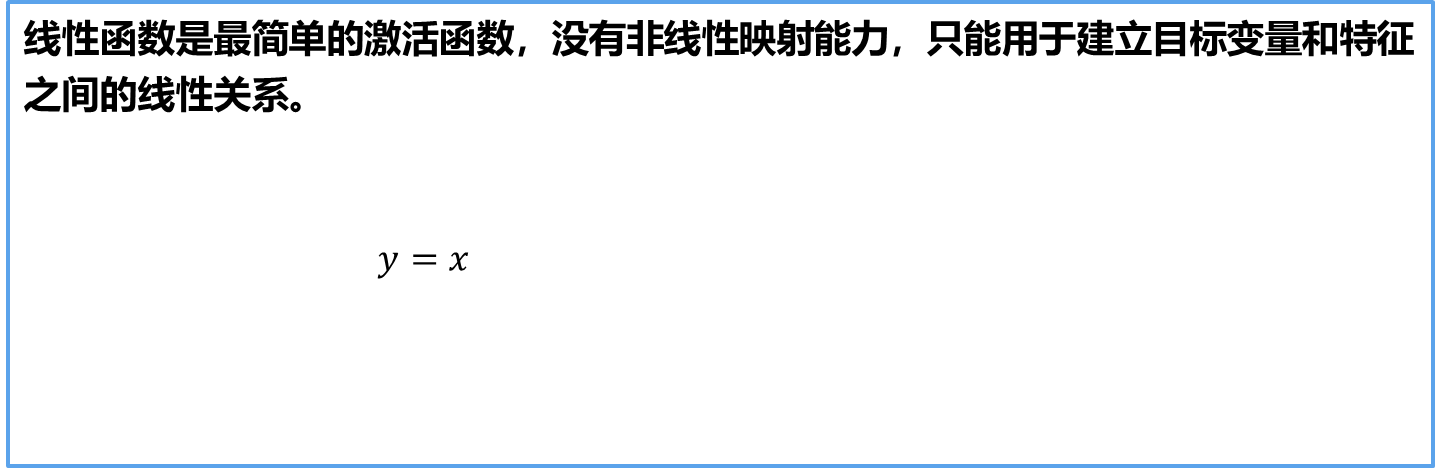 线性函数是最简单的激活函数，没有非线性映射能力，只能用于建立目标变量和特征
之间的线性关系。
y = x